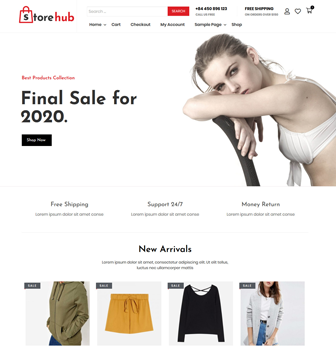 Storehub
Search ...
SEARCH
+84 450 896 123
CALL US FREE
FREE SHIPPING
ON ORDERS OVER $199
0
Home
Cart
Checkout
My Account
Sample Page
Shop
Best Products Collection
Final Sale for
2020.
Shop Now
Free Shipping
Support 24/7
Money Return
Lorem ipsum dolor sit amet conse
Lorem ipsum dolor sit amet conse
Lorem ipsum dolor sit amet conse
New Arrivals
Lorem ipsum dolor sit amet, consectetur adipiscing elit. Ut elit tellus,
luctus nec ullamcorper mattis
SALE
SALE
SALE
SALE